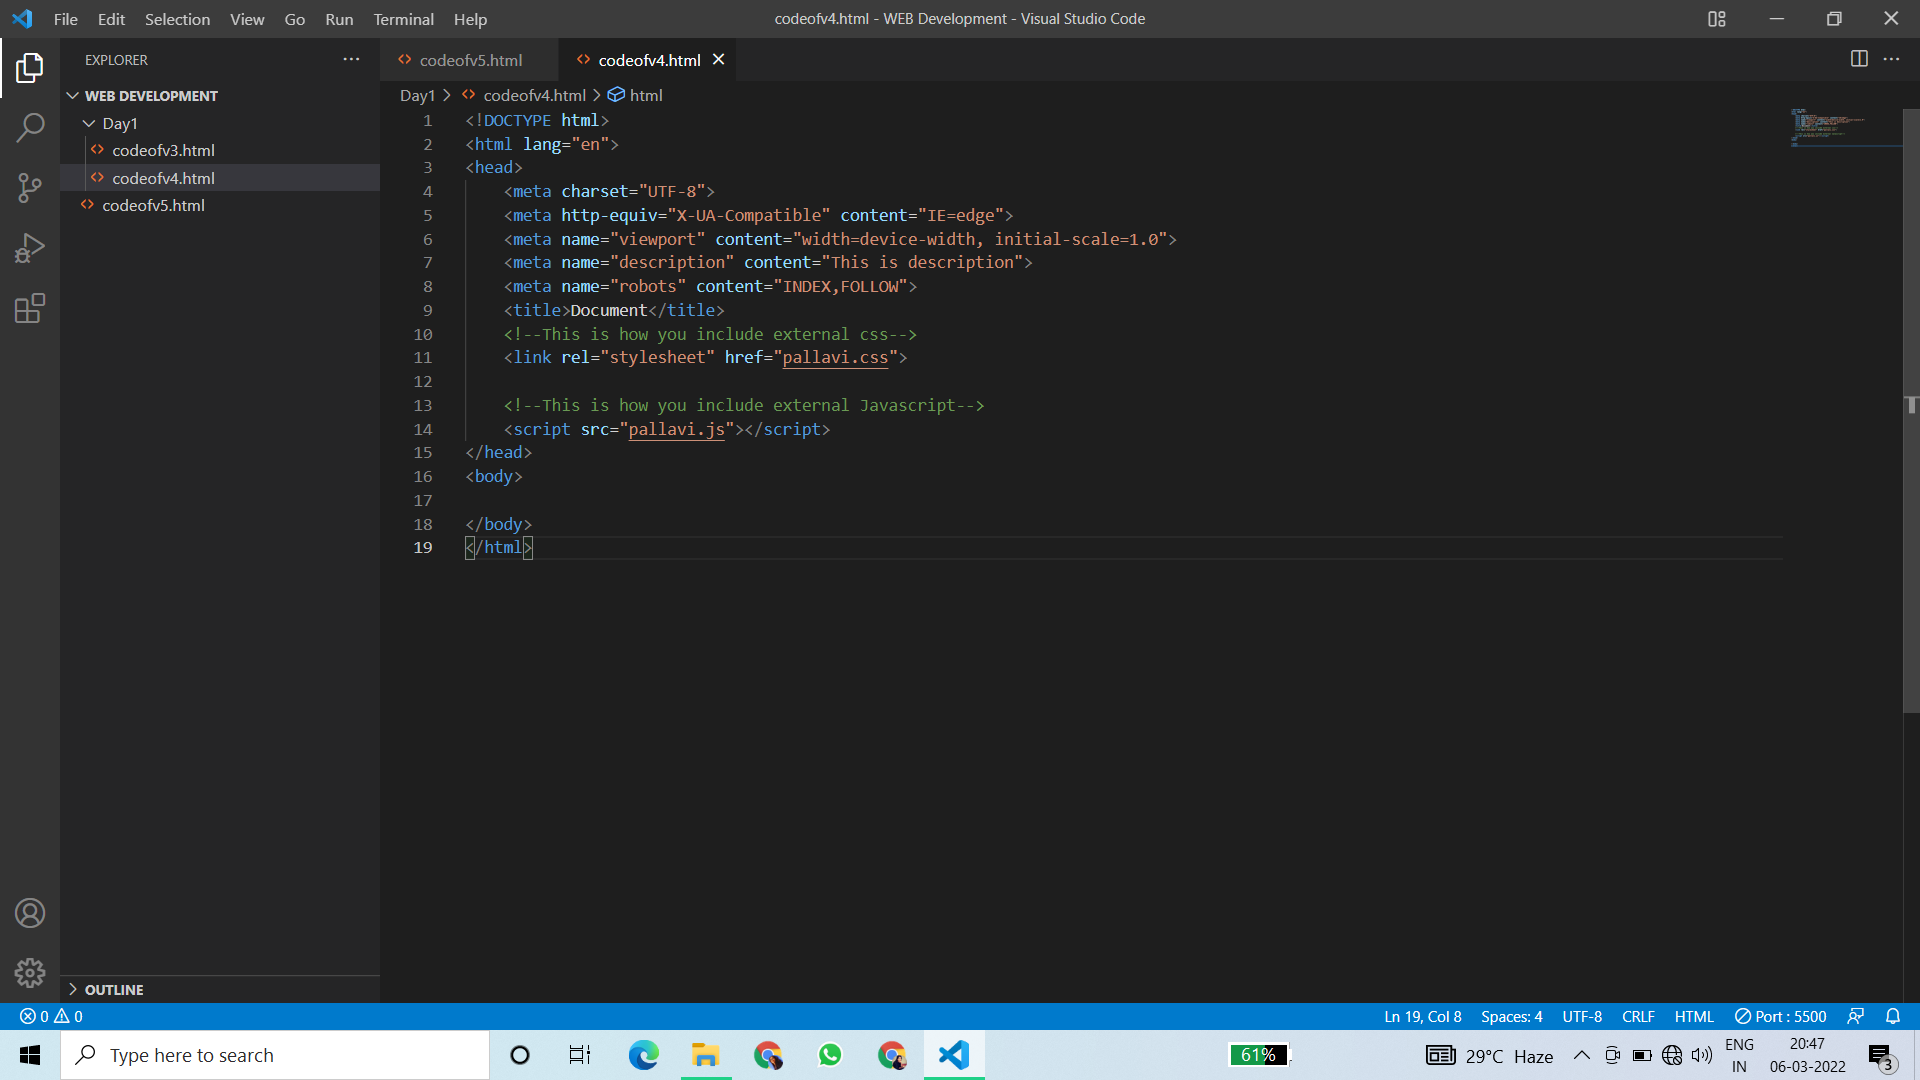 File Edit Selection View Go Run Terminal Help
codeofv4.html - WEB Development - Visual Studio Code
EXPLORER
WEB DEVELOPMENT
Day1
codeofv3.html
codeofv4.html
codeofv5.html
OUTLINE
codeofv5.html codeofv4.html
Day1 > codeofv4.html > html
1 <!DOCTYPE html>
2 <html lang="en">
3 <head>
4 <meta charset="UTF-8">
5 <meta http-equiv="X-UA-Compatible" content="IE=edge">
6 <meta name="viewport" content="width=device-width, initial-scale=1.0">
7 <meta name="description" content="This is description">
8 <meta name="robots" content="INDEX,FOLLOW">
9 <title>Document</title>
10 <!--This is how you include external css-->
11 <link rel="stylesheet" href="pallavi.css">
12
13 <!--This is how you include external Javascript-->
14 <script src="pallavi.js"></script>
15 </head>
16 <body>
17
18 </body>
19 </html>
0 0 Ln 19, Col 8 Spaces: 4 UTF-8 CRLF HTML Port : 5500
Type here to search
61%
29°C Haze
ENG
IN
20:47
06-03-2022
3